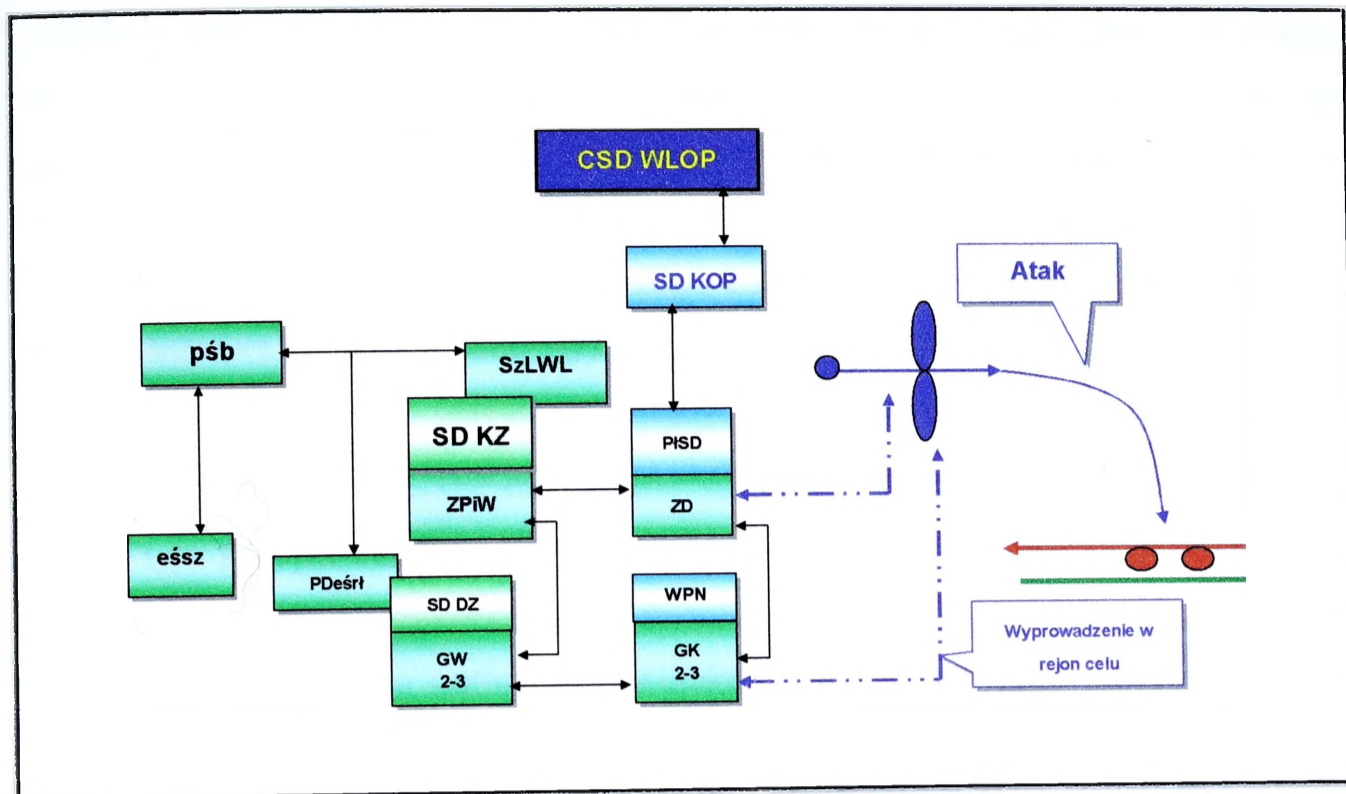 CSD WLOP
SD KOP
Atak
pśb
SzLWL
SD KZ
PłSD
ZPiW
ZD
eśsz
PDeśrł
SD DZ
WPN
GW
2-3
GK
2-3
Wyprowadzenie w
rejon celu